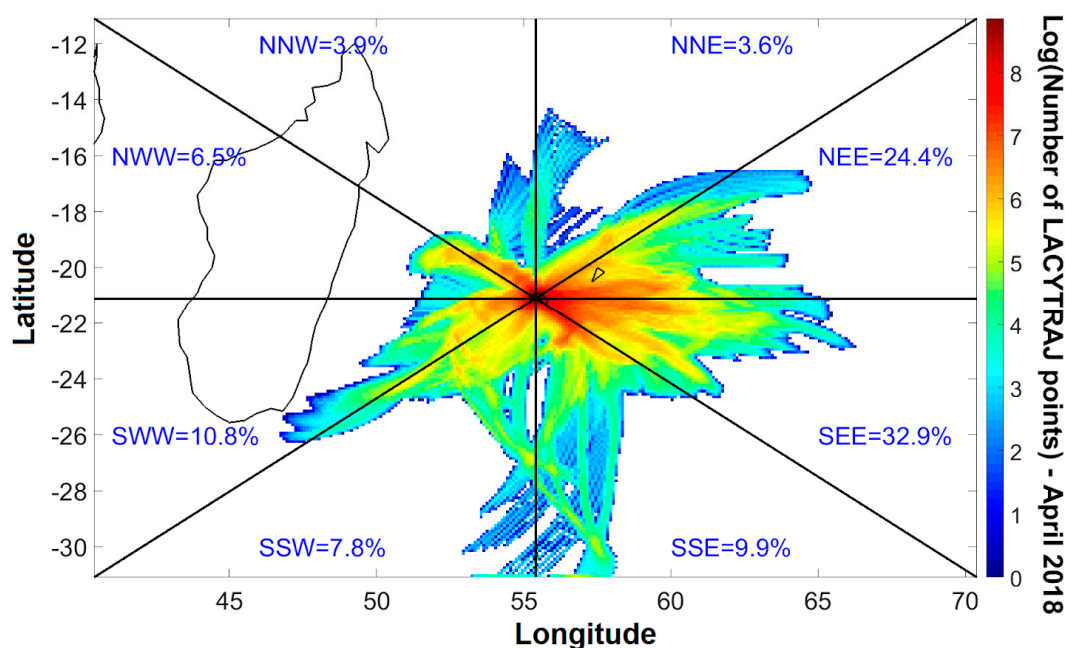 NNW=3.9%
NNE=3.6%
NWW=6.5%
NEE=24.4%
SWW=10.8%
SEE=32.9%
SSW=7.8%
SSE=9.9%
-12
-14
-16
-18
-20
-22
-24
-26
-28
-30
Latitude
45
50
55
60
65
70
Longitude
8
7
6
5
4
3
2
1
0
Log(Number of LACYTRAJ points) - April 2018